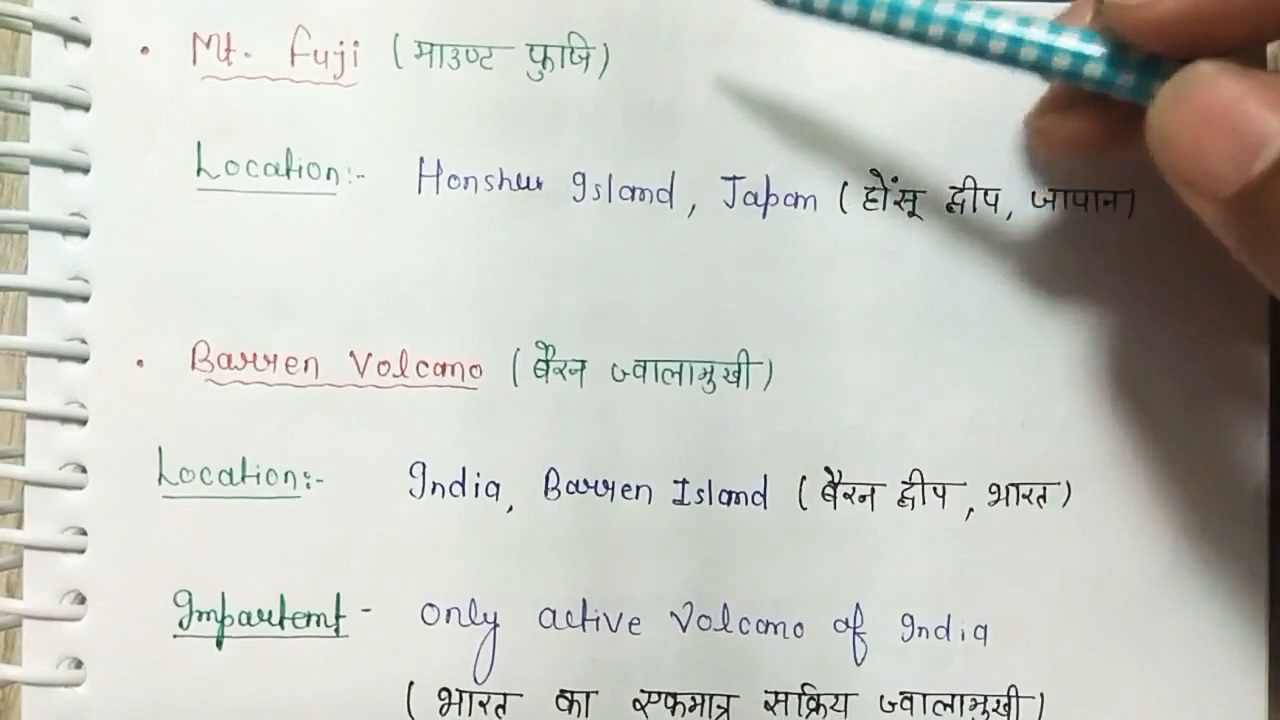 • Mt. Fuji (माउण्ट फुजि)
Location:- Honshu Island, Japan (होंसू द्वीप, जापान)
• Barren Volcano (बैरन ज्वालामुखी)
Location:- India, Barren Island (बैरन द्वीप, भारत)
Impartemt - only active Volcano of India
(भारत का एकमात्र सक्रिय ज्वालामुखी)